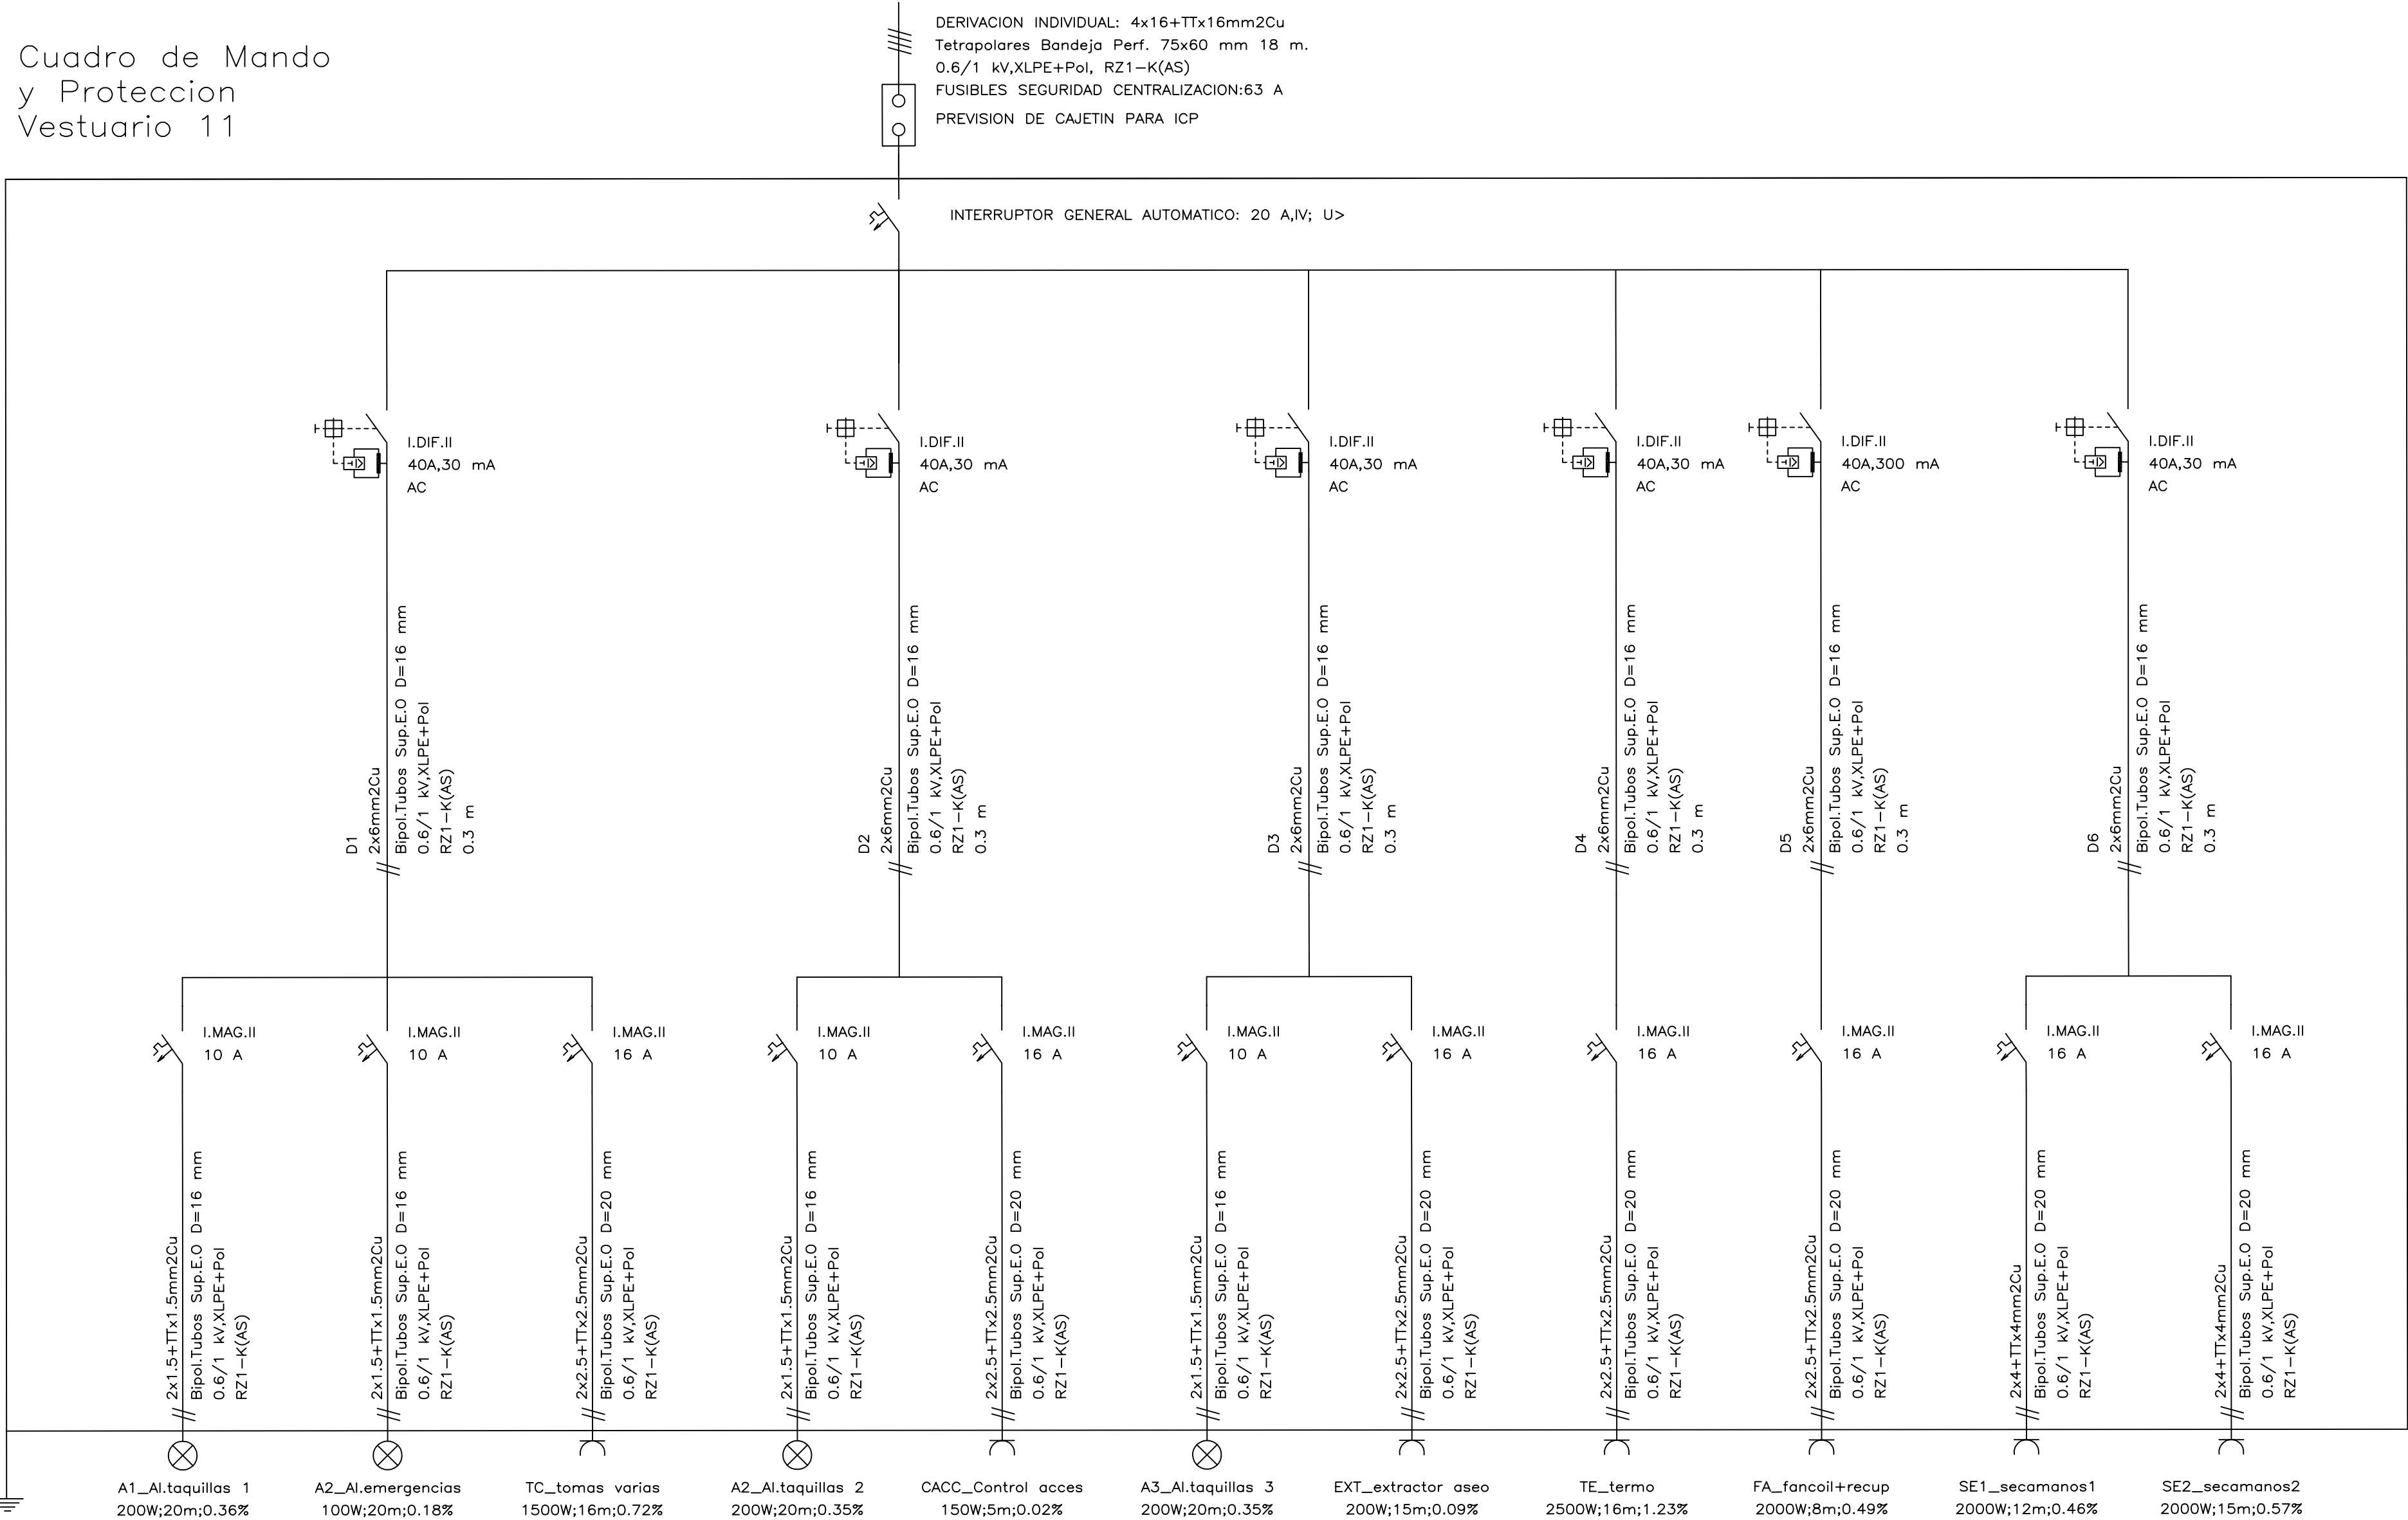 Cuadro de Mando
y Proteccion
Vestuario 11
DERIVACION INDIVIDUAL: 4x16+TTx16mm2Cu
Tetrapolares Bandeja Perf. 75x60 mm 18 m.
0.6/1 kV,XLPE+Pol, RZ1-K(AS)
FUSIBLES SEGURIDAD CENTRALIZACION:63 A
PREVISION DE CAJETIN PARA ICP
INTERRUPTOR GENERAL AUTOMATICO: 20 A,IV; U>
I.DIF.II
40A,30 mA
AC
I.DIF.II
40A,30 mA
AC
I.DIF.II
40A,30 mA
AC
I.DIF.II
40A,30 mA
AC
I.DIF.II
40A,300 mA
AC
I.DIF.II
40A,30 mA
AC
D1
2x6mm2Cu
Bipol.Tubos Sup.E.O D=16 mm
0.6/1 kV,XLPE+Pol
RZ1-K(AS)
0.3 m
D2
2x6mm2Cu
Bipol.Tubos Sup.E.O D=16 mm
0.6/1 kV,XLPE+Pol
RZ1-K(AS)
0.3 m
D3
2x6mm2Cu
Bipol.Tubos Sup.E.O D=16 mm
0.6/1 kV,XLPE+Pol
RZ1-K(AS)
0.3 m
D4
2x6mm2Cu
Bipol.Tubos Sup.E.O D=16 mm
0.6/1 kV,XLPE+Pol
RZ1-K(AS)
0.3 m
D5
2x6mm2Cu
Bipol.Tubos Sup.E.O D=16 mm
0.6/1 kV,XLPE+Pol
RZ1-K(AS)
0.3 m
D6
2x6mm2Cu
Bipol.Tubos Sup.E.O D=16 mm
0.6/1 kV,XLPE+Pol
RZ1-K(AS)
0.3 m
I.MAG.II
10 A
I.MAG.II
10 A
I.MAG.II
16 A
I.MAG.II
10 A
I.MAG.II
16 A
I.MAG.II
10 A
I.MAG.II
16 A
I.MAG.II
16 A
I.MAG.II
16 A
I.MAG.II
16 A
I.MAG.II
16 A
2x1.5+TTx1.5mm2Cu
Bipol.Tubos Sup.E.O D=16 mm
0.6/1 kV,XLPE+Pol
RZ1-K(AS)
2x1.5+TTx1.5mm2Cu
Bipol.Tubos Sup.E.O D=16 mm
0.6/1 kV,XLPE+Pol
RZ1-K(AS)
2x2.5+TTx2.5mm2Cu
Bipol.Tubos Sup.E.O D=20 mm
0.6/1 kV,XLPE+Pol
RZ1-K(AS)
2x1.5+TTx1.5mm2Cu
Bipol.Tubos Sup.E.O D=16 mm
0.6/1 kV,XLPE+Pol
RZ1-K(AS)
2x2.5+TTx2.5mm2Cu
Bipol.Tubos Sup.E.O D=20 mm
0.6/1 kV,XLPE+Pol
RZ1-K(AS)
2x1.5+TTx1.5mm2Cu
Bipol.Tubos Sup.E.O D=16 mm
0.6/1 kV,XLPE+Pol
RZ1-K(AS)
2x2.5+TTx2.5mm2Cu
Bipol.Tubos Sup.E.O D=20 mm
0.6/1 kV,XLPE+Pol
RZ1-K(AS)
2x2.5+TTx2.5mm2Cu
Bipol.Tubos Sup.E.O D=20 mm
0.6/1 kV,XLPE+Pol
RZ1-K(AS)
2x2.5+TTx2.5mm2Cu
Bipol.Tubos Sup.E.O D=20 mm
0.6/1 kV,XLPE+Pol
RZ1-K(AS)
2x4+TTx4mm2Cu
Bipol.Tubos Sup.E.O D=20 mm
0.6/1 kV,XLPE+Pol
RZ1-K(AS)
2x4+TTx4mm2Cu
Bipol.Tubos Sup.E.O D=20 mm
0.6/1 kV,XLPE+Pol
RZ1-K(AS)
A1_Al.taquillas 1
200W;20m;0.36%
A2_Al.emergencias
100W;20m;0.18%
TC_tomas varias
1500W;16m;0.72%
A2_Al.taquillas 2
200W;20m;0.35%
CACC_Control acces
150W;5m;0.02%
A3_Al.taquillas 3
200W;20m;0.35%
EXT_extractor aseo
200W;15m;0.09%
TE_termo
2500W;16m;1.23%
FA_fancoil+recup
2000W;8m;0.49%
SE1_secamanos1
2000W;12m;0.46%
SE2_secamanos2
2000W;15m;0.57%